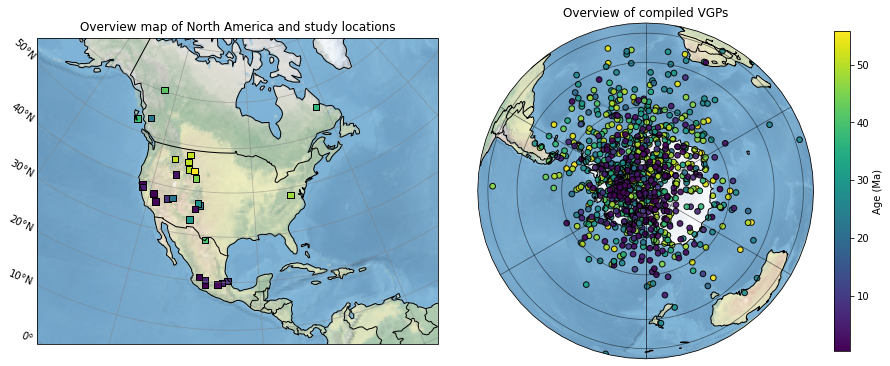 Overview map of North America and study locations
50°N
40°N
30°N
20°N
10°N
0°
Overview of compiled VGPs
50
40
30
20
10
Age (Ma)